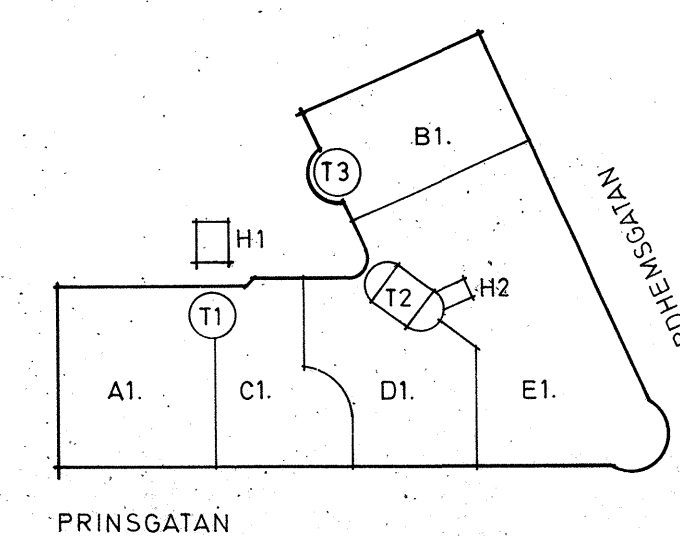 B1.
T3
H1
T2
H2
T1
A1.
C1.
D1.
E1.
PRINSGATAN